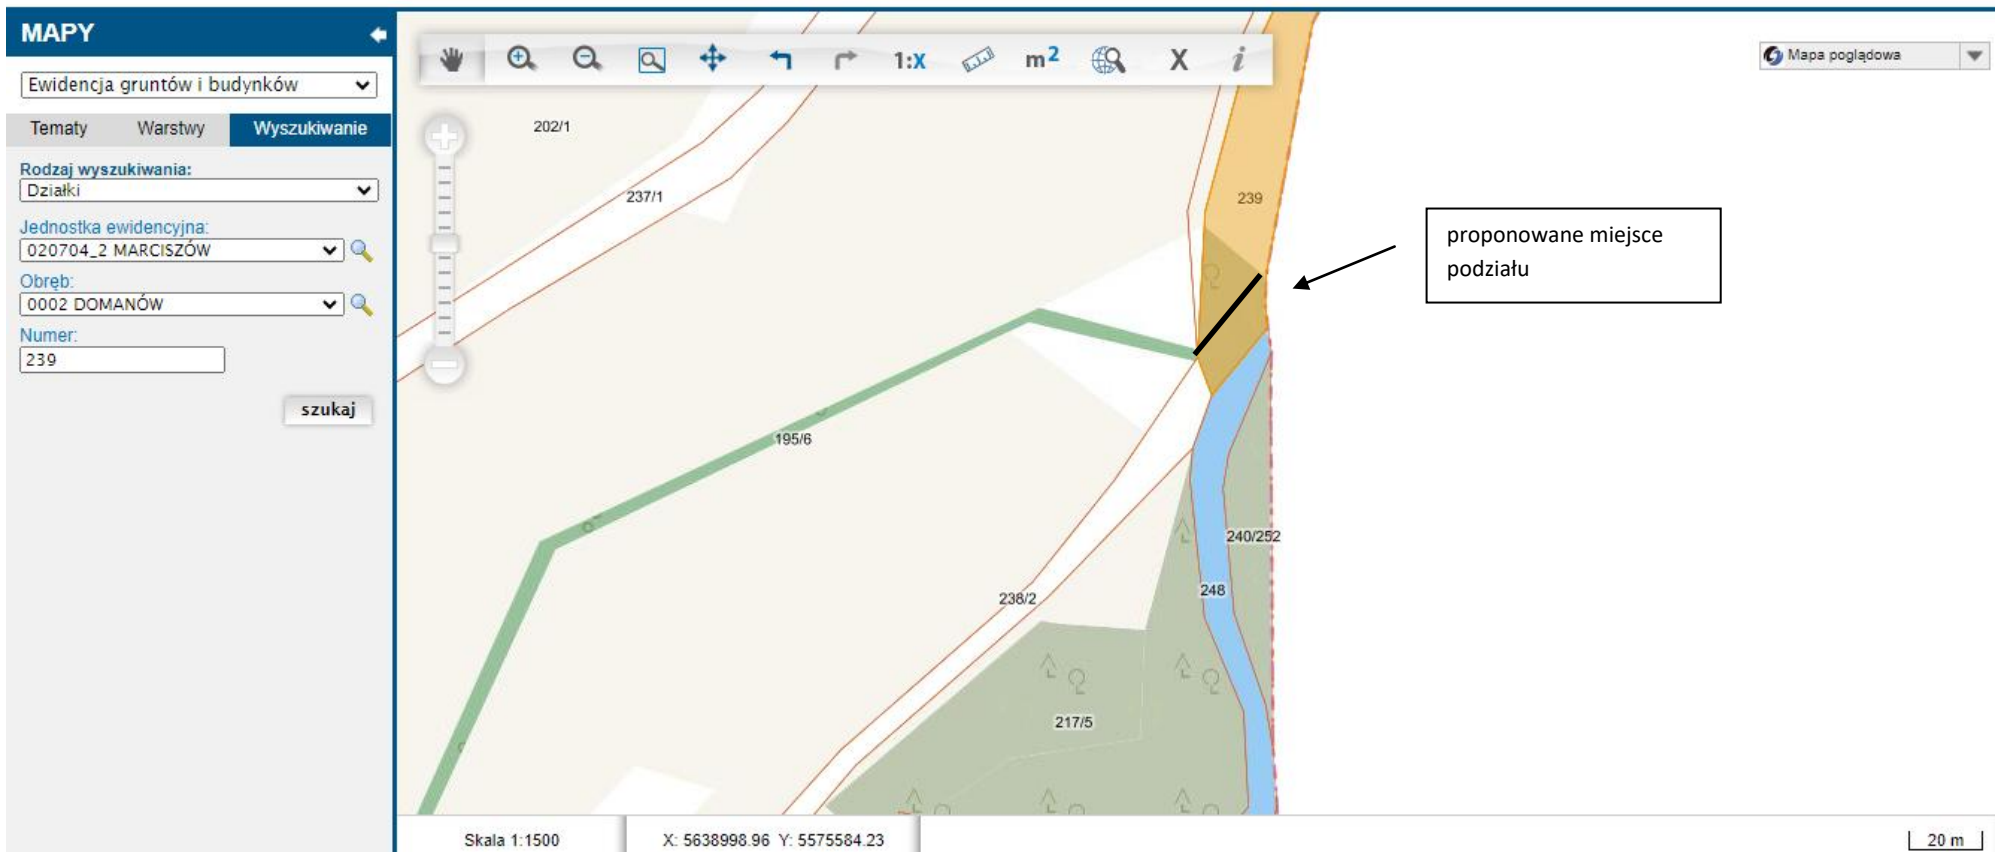 MAPY
Ewidencja gruntów i budynków
Tematy Warstwy Wyszukiwanie
Rodzaj wyszukiwania:
Działki
Jednostka ewidencyjna:
020704_2 MARCISZÓW
Obręb:
0002 DOMANÓW
Numer:
239
szukaj
1:X
m²
X
i
Mapa poglądowa
202/1
237/1
239
proponowane miejsce
podziału
195/6
240/252
248
238/2
217/5
Skala 1:1500
X: 5638998.96 Y: 5575584.23
20 m